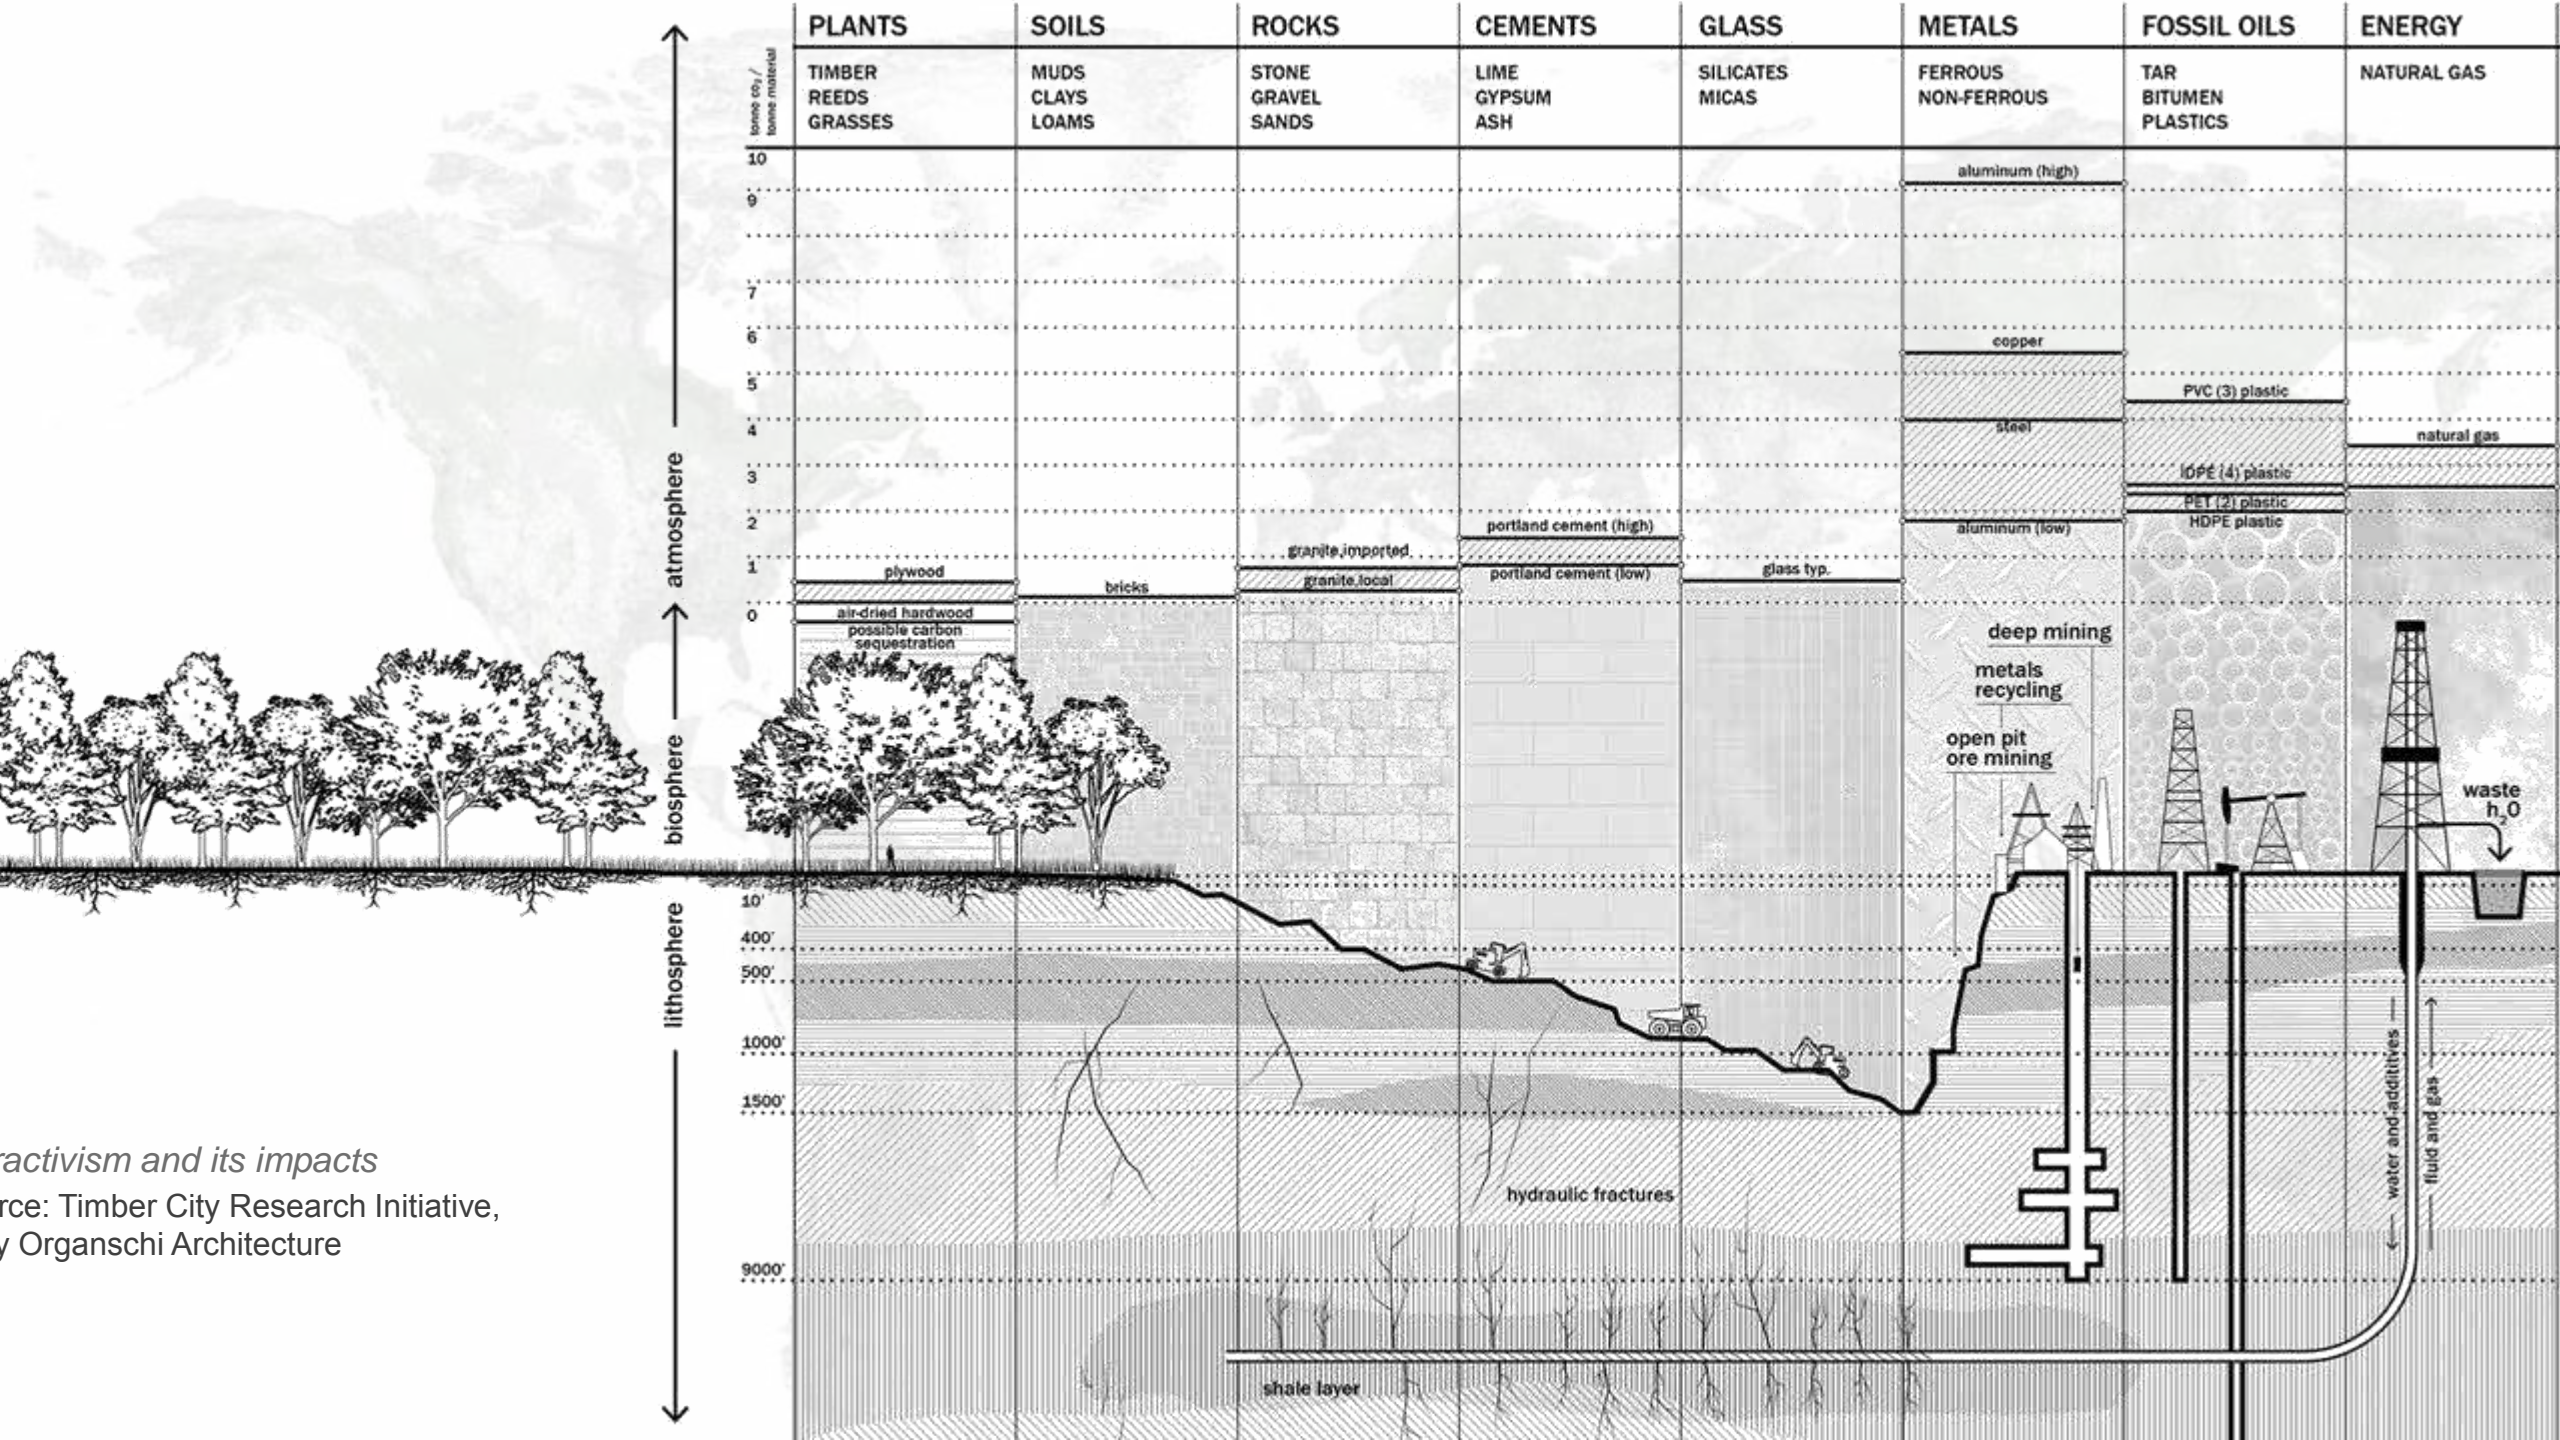 PLANTS
SOILS
ROCKS
CEMENTS
GLASS
METALS
FOSSIL OILS
ENERGY
tonne co₂ /
tonne material
TIMBER
REEDS
GRASSES
MUDS
CLAYS
LOAMS
STONE
GRAVEL
SANDS
LIME
GYPSUM
ASH
SILICATES
MICAS
FERROUS
NON-FERROUS
TAR
BITUMEN
PLASTICS
NATURAL GAS
10
9
7
6
5
4
3
2
1
0
aluminum (high)
copper
steel
aluminum (low)
PVC (3) plastic
lDPE (4) plastic
PET (2) plastic
HDPE plastic
natural gas
portland cement (high)
portland cement (low)
granite,imported
granite,local
glass typ.
plywood
bricks
air-dried hardwood
possible carbon
sequestration
atmosphere
biosphere
lithosphere
deep mining
metals
recycling
open pit
ore mining
waste
h₂0
10'
400'
500'
1000'
1500'
9000'
water and additives
fluid and gas
hydraulic fractures
shale layer
ractivism and its impacts
rce: Timber City Research Initiative,
y Organschi Architecture